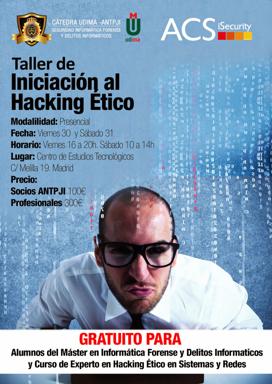 CÁTEDRA UDIMA - ANTPJI
SEGURIDAD INFORMÁTICA FORENSE
Y DELITOS INFORMÁTICOS
MU
udima
ACS iSecurity
Taller de
Iniciación al
Hacking Ético
Modalilidad: Presencial
Fecha: Viernes 30 y Sábado 31
Horario: Viernes 16 a 20h. Sábado 10 a 14h
Lugar: Centro de Estudios Tecnológicos
C/ Melilla 19. Madrid
Precio:
Socios ANTPJI 100€
Profesionales 300€
GRATUITO PARA
Alumnos del Máster en Informática Forense y Delitos Informaticos
y Curso de Experto en Hacking Ético en Sistemas y Redes